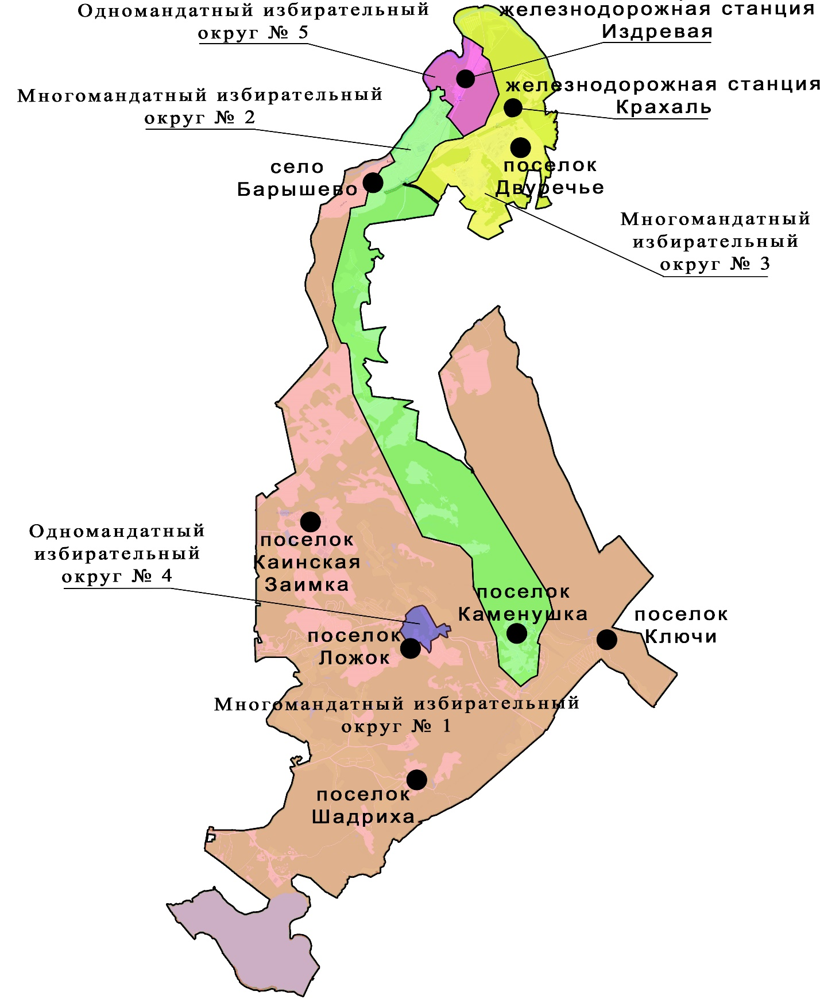 Одномандатный избирательный
округ № 5
железнодорожная станция
Издревая
Многомандатный избирательный
округ № 2
железнодорожная станция
Крахаль
село
Барышево
поселок
Двуречье
Многомандатный
избирательный
округ № 3
Одномандатный
избирательный
округ № 4
поселок
Каинская
Заимка
поселок
Каменушка
поселок
Ключи
поселок
Ложок
Многомандатный избирательный
округ № 1
поселок
Шадриха